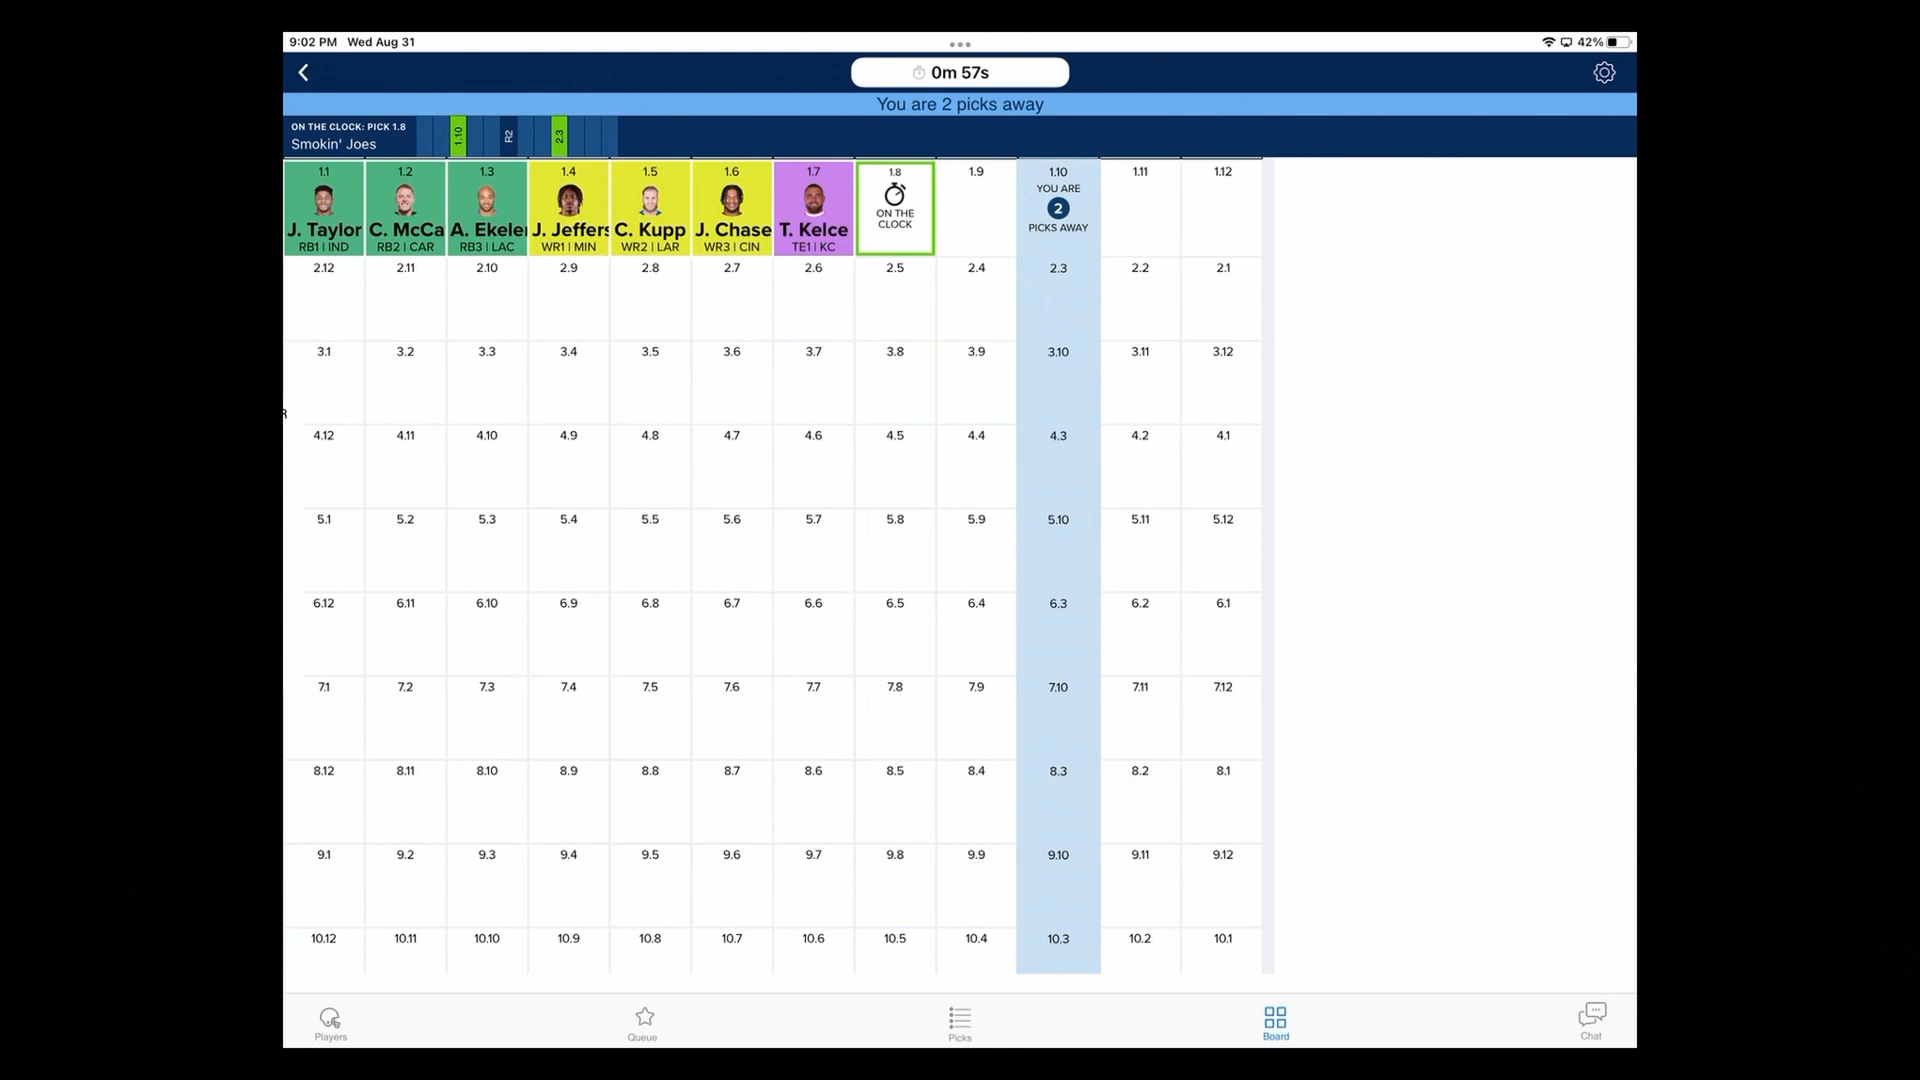 9:02 PM Wed Aug 31
42%
0m 57s
You are 2 picks away
ON THE CLOCK: PICK 1.8
Smokin' Joes
1.10
R2
2.3
1.1 1.2 1.3 1.4 1.5 1.6 1.7 1.8 1.9 1.10 1.11 1.12
ON THE
CLOCK
YOU ARE
2
PICKS AWAY
J. Taylor C. McCa A. Ekeler J. Jeffers C. Kupp J. Chase T. Kelce
RB1 | IND RB2 | CAR RB3 | LAC WR1 | MIN WR2 | LAR WR3 | CIN TE1 | KC
2.12 2.11 2.10 2.9 2.8 2.7 2.6 2.5 2.4 2.3 2.2 2.1
3.1 3.2 3.3 3.4 3.5 3.6 3.7 3.8 3.9 3.10 3.11 3.12
4.12 4.11 4.10 4.9 4.8 4.7 4.6 4.5 4.4 4.3 4.2 4.1
5.1 5.2 5.3 5.4 5.5 5.6 5.7 5.8 5.9 5.10 5.11 5.12
6.12 6.11 6.10 6.9 6.8 6.7 6.6 6.5 6.4 6.3 6.2 6.1
7.1 7.2 7.3 7.4 7.5 7.6 7.7 7.8 7.9 7.10 7.11 7.12
8.12 8.11 8.10 8.9 8.8 8.7 8.6 8.5 8.4 8.3 8.2 8.1
9.1 9.2 9.3 9.4 9.5 9.6 9.7 9.8 9.9 9.10 9.11 9.12
10.12 10.11 10.10 10.9 10.8 10.7 10.6 10.5 10.4 10.3 10.2 10.1
Players Queue Picks Board Chat